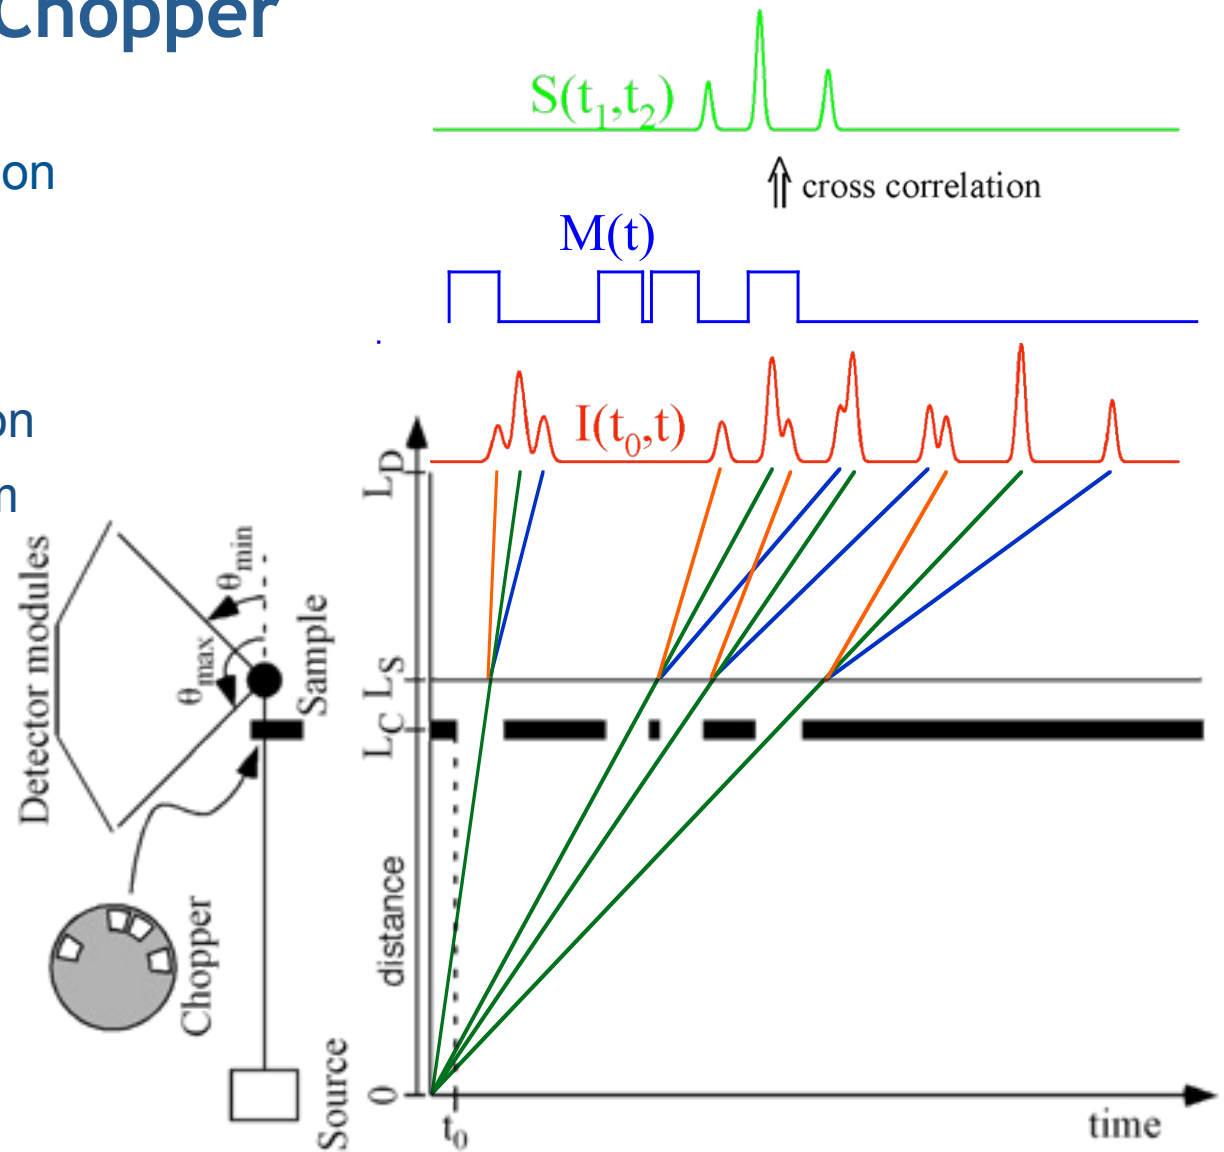 Chopper
on
on
m
S(t1,t2)
cross correlation
M(t)
I(t0,t)
LD
LS
LC
distance
0
t0
time
Detector modules
θmin
θmax
Sample
Chopper
Source